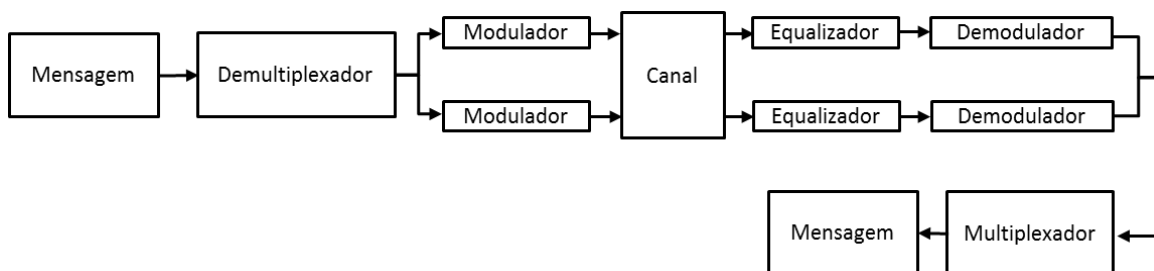 Mensagem
Demultiplexador
Modulador
Modulador
Canal
Equalizador
Equalizador
Demodulador
Demodulador
Multiplexador
Mensagem